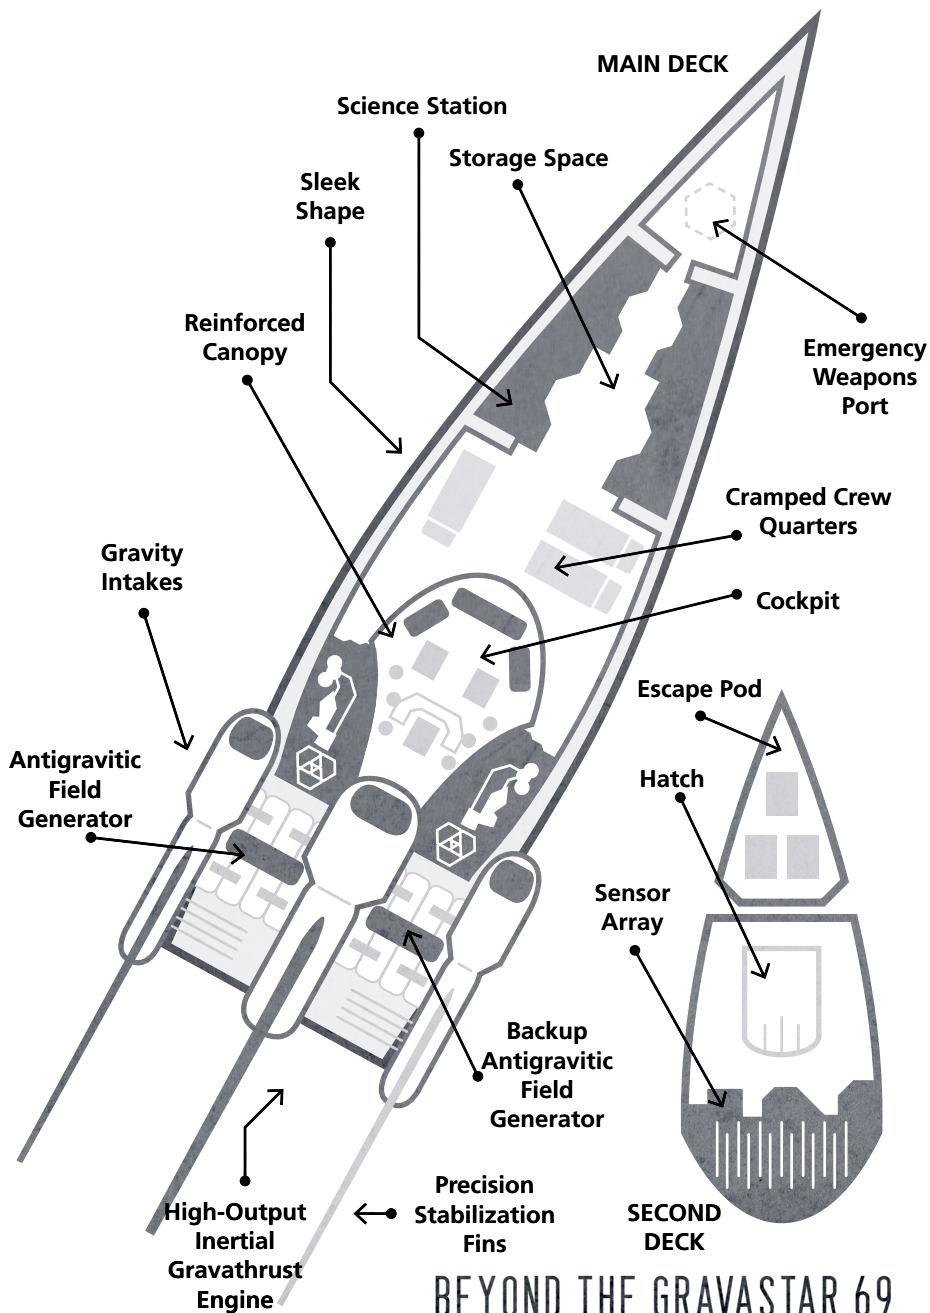 MAIN DECK
Science Station
Storage Space
Sleek
Shape
Reinforced
Canopy
Emergency
Weapons
Port
Cramped Crew
Quarters
Gravity
Intakes
Cockpit
Escape Pod
Antigravitic
Field
Generator
Hatch
Sensor
Array
Backup
Antigravitic
Field
Generator
High-Output
Inertial
Gravathrust
Engine
Precision
Stabilization
Fins
SECOND
DECK
BEYOND THE GRAVASTAR 69